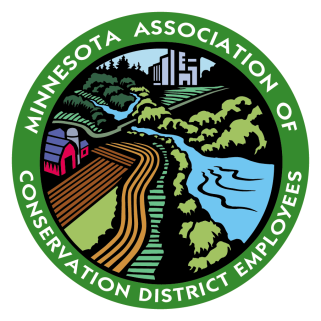 MINNESOTA ASSOCIATION OF
CONSERVATION DISTRICT EMPLOYEES